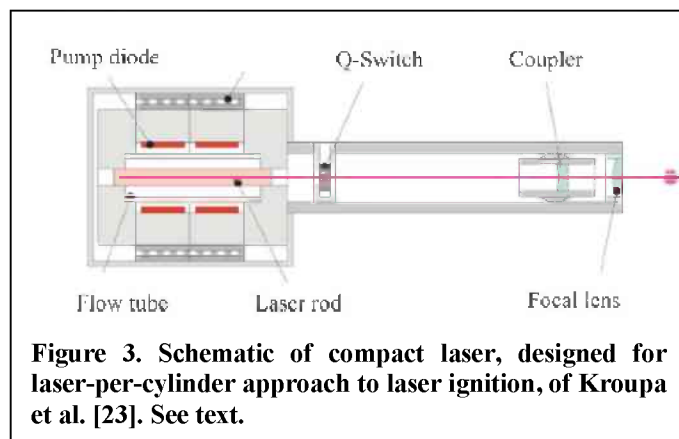 Pump diode
Q-Switch
Coupler
Flow tube
Laser rod
Focal lens
Figure 3. Schematic of compact laser, designed for
laser-per-cylinder approach to laser ignition, of Kroupa
et al. [23]. See text.